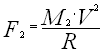 F₂ = M₂·V² / R